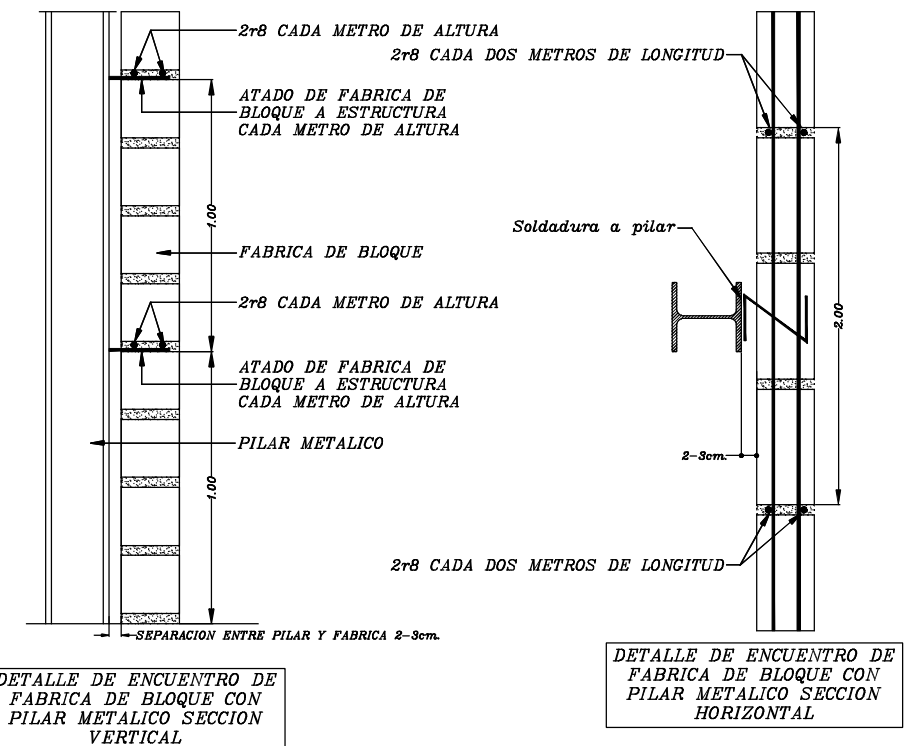 2r8 CADA METRO DE ALTURA
ATADO DE FABRICA DE
BLOQUE A ESTRUCTURA
CADA METRO DE ALTURA
1.00
FABRICA DE BLOQUE
2r8 CADA METRO DE ALTURA
ATADO DE FABRICA DE
BLOQUE A ESTRUCTURA
CADA METRO DE ALTURA
PILAR METALICO
1.00
SEPARACION ENTRE PILAR Y FABRICA 2-3cm.
DETALLE DE ENCUENTRO DE
FABRICA DE BLOQUE CON
PILAR METALICO SECCION
VERTICAL
2r8 CADA DOS METROS DE LONGITUD
Soldadura a pilar
2.00
2-3cm.
2r8 CADA DOS METROS DE LONGITUD
DETALLE DE ENCUENTRO DE
FABRICA DE BLOQUE CON
PILAR METALICO SECCION
HORIZONTAL